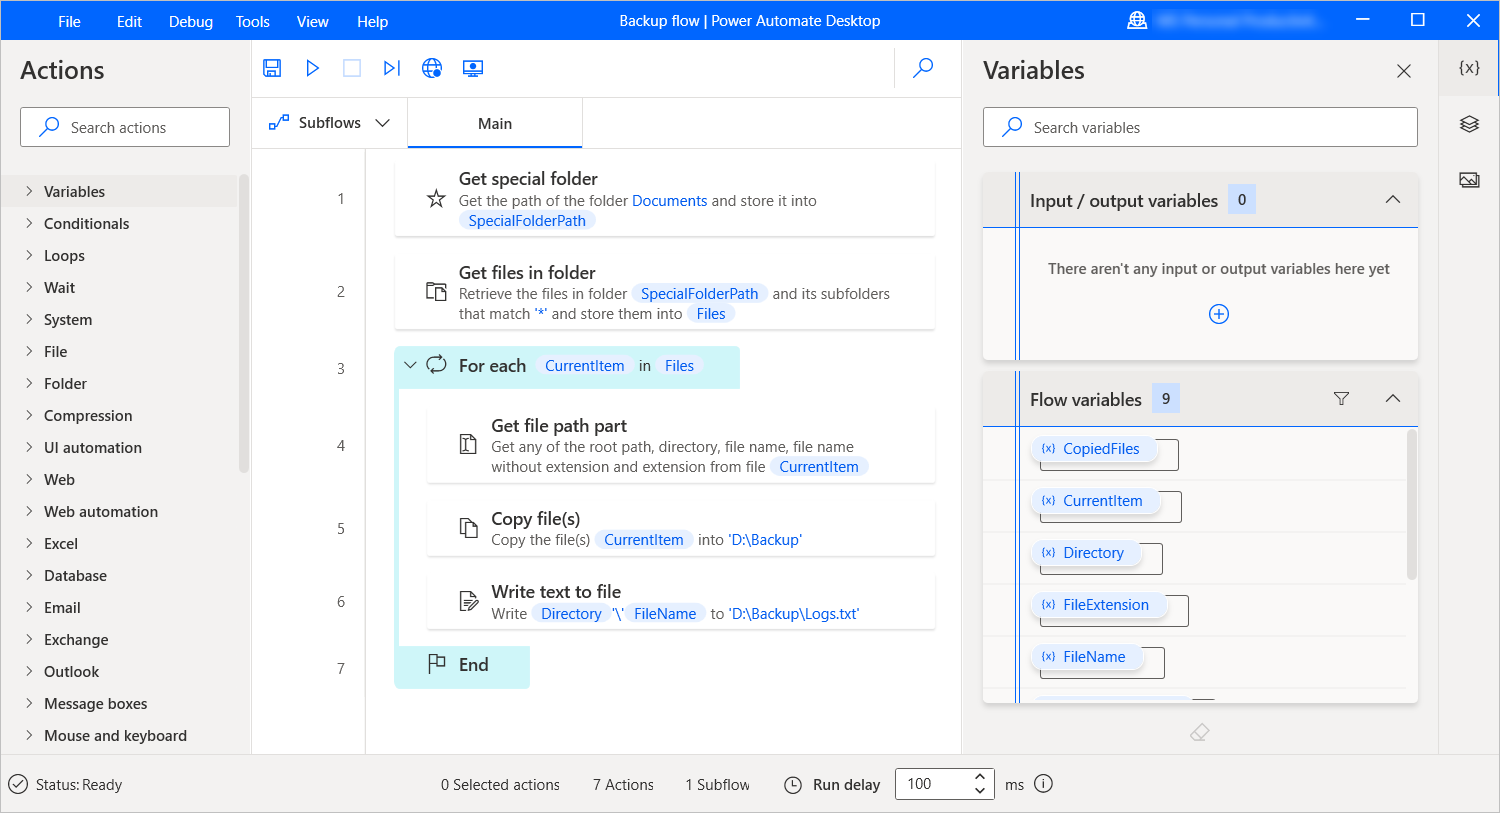 File Edit Debug Tools View Help
Backup flow | Power Automate Desktop
Actions
Search actions
Variables
Conditionals
Loops
Wait
System
File
Folder
Compression
UI automation
Web
Web automation
Excel
Database
Email
Exchange
Outlook
Message boxes
Mouse and keyboard
Subflows
Main
1
Get special folder
Get the path of the folder Documents and store it into
SpecialFolderPath
2
Get files in folder
Retrieve the files in folder SpecialFolderPath and its subfolders
that match '*' and store them into Files
3
For each CurrentItem in Files
4
Get file path part
Get any of the root path, directory, file name, file name
without extension and extension from file CurrentItem
5
Copy file(s)
Copy the file(s) CurrentItem into 'D:\Backup'
6
Write text to file
Write Directory '\' FileName to 'D:\Backup\Logs.txt'
7
End
Variables
{x}
Search variables
Input / output variables 0
There aren't any input or output variables here yet
Flow variables 9
{x} CopiedFiles
{x} CurrentItem
{x} Directory
{x} FileExtension
{x} FileName
Status: Ready
0 Selected actions
7 Actions
1 Subflow
Run delay
100
ms